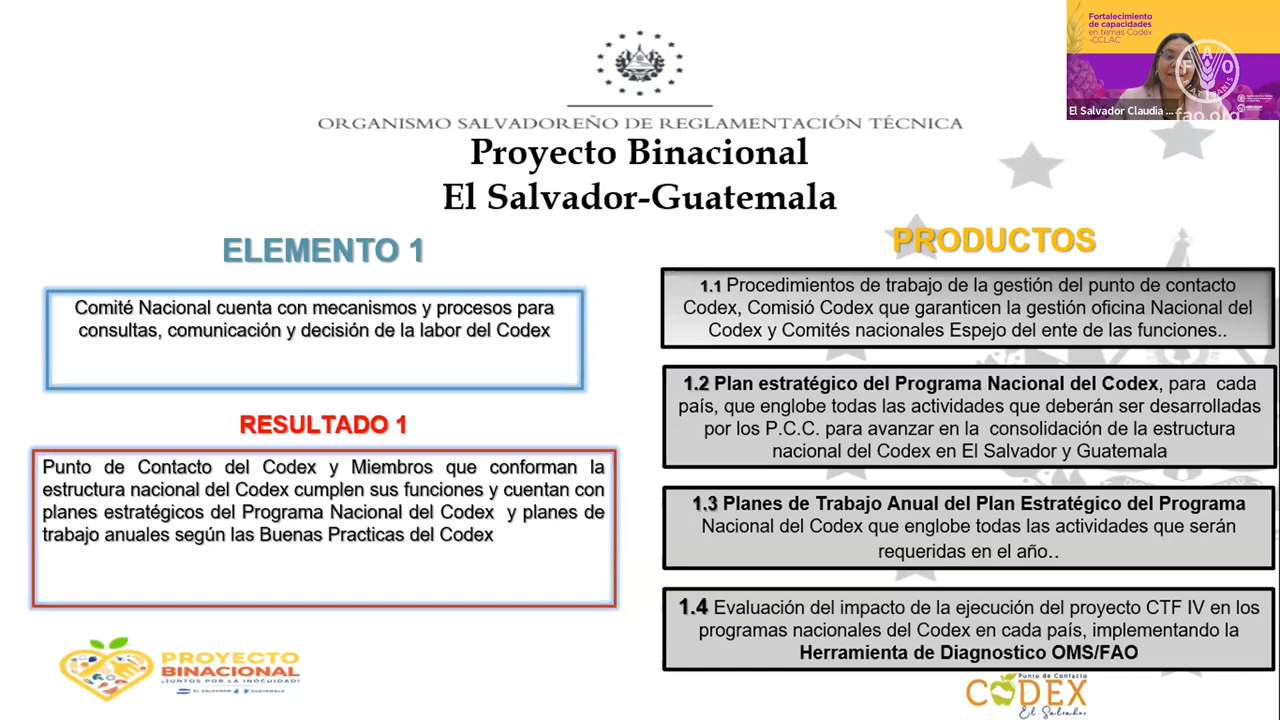 Fortalecimiento
de capacidades
en temas Codex
-CCLAC
FAO
FIAT PANIS
El Salvador Claudia ...
fao.org
ORGANISMO SALVADOREÑO DE REGLAMENTACIÓN TÉCNICA
Proyecto Binacional
El Salvador-Guatemala
ELEMENTO 1
Comité Nacional cuenta con mecanismos y procesos para
consultas, comunicación y decisión de la labor del Codex
RESULTADO 1
Punto de Contacto del Codex y Miembros que conforman la
estructura nacional del Codex cumplen sus funciones y cuentan con
planes estratégicos del Programa Nacional del Codex y planes de
trabajo anuales según las Buenas Practicas del Codex
PRODUCTOS
1.1 Procedimientos de trabajo de la gestión del punto de contacto
Codex, Comisió Codex que garanticen la gestión oficina Nacional del
Codex y Comités nacionales Espejo del ente de las funciones..
1.2 Plan estratégico del Programa Nacional del Codex, para cada
país, que englobe todas las actividades que deberán ser desarrolladas
por los P.C.C. para avanzar en la consolidación de la estructura
nacional del Codex en El Salvador y Guatemala
1.3 Planes de Trabajo Anual del Plan Estratégico del Programa
Nacional del Codex que englobe todas las actividades que serán
requeridas en el año..
1.4 Evaluación del impacto de la ejecución del proyecto CTF IV en los
programas nacionales del Codex en cada país, implementando la
Herramienta de Diagnostico OMS/FAO
PROYECTO
BINACIONAL
¡JUNTOS POR LA INOCUIDAD!
EL SALVADOR GUATEMALA
Punto de Contacto
CODEX
El Salvador